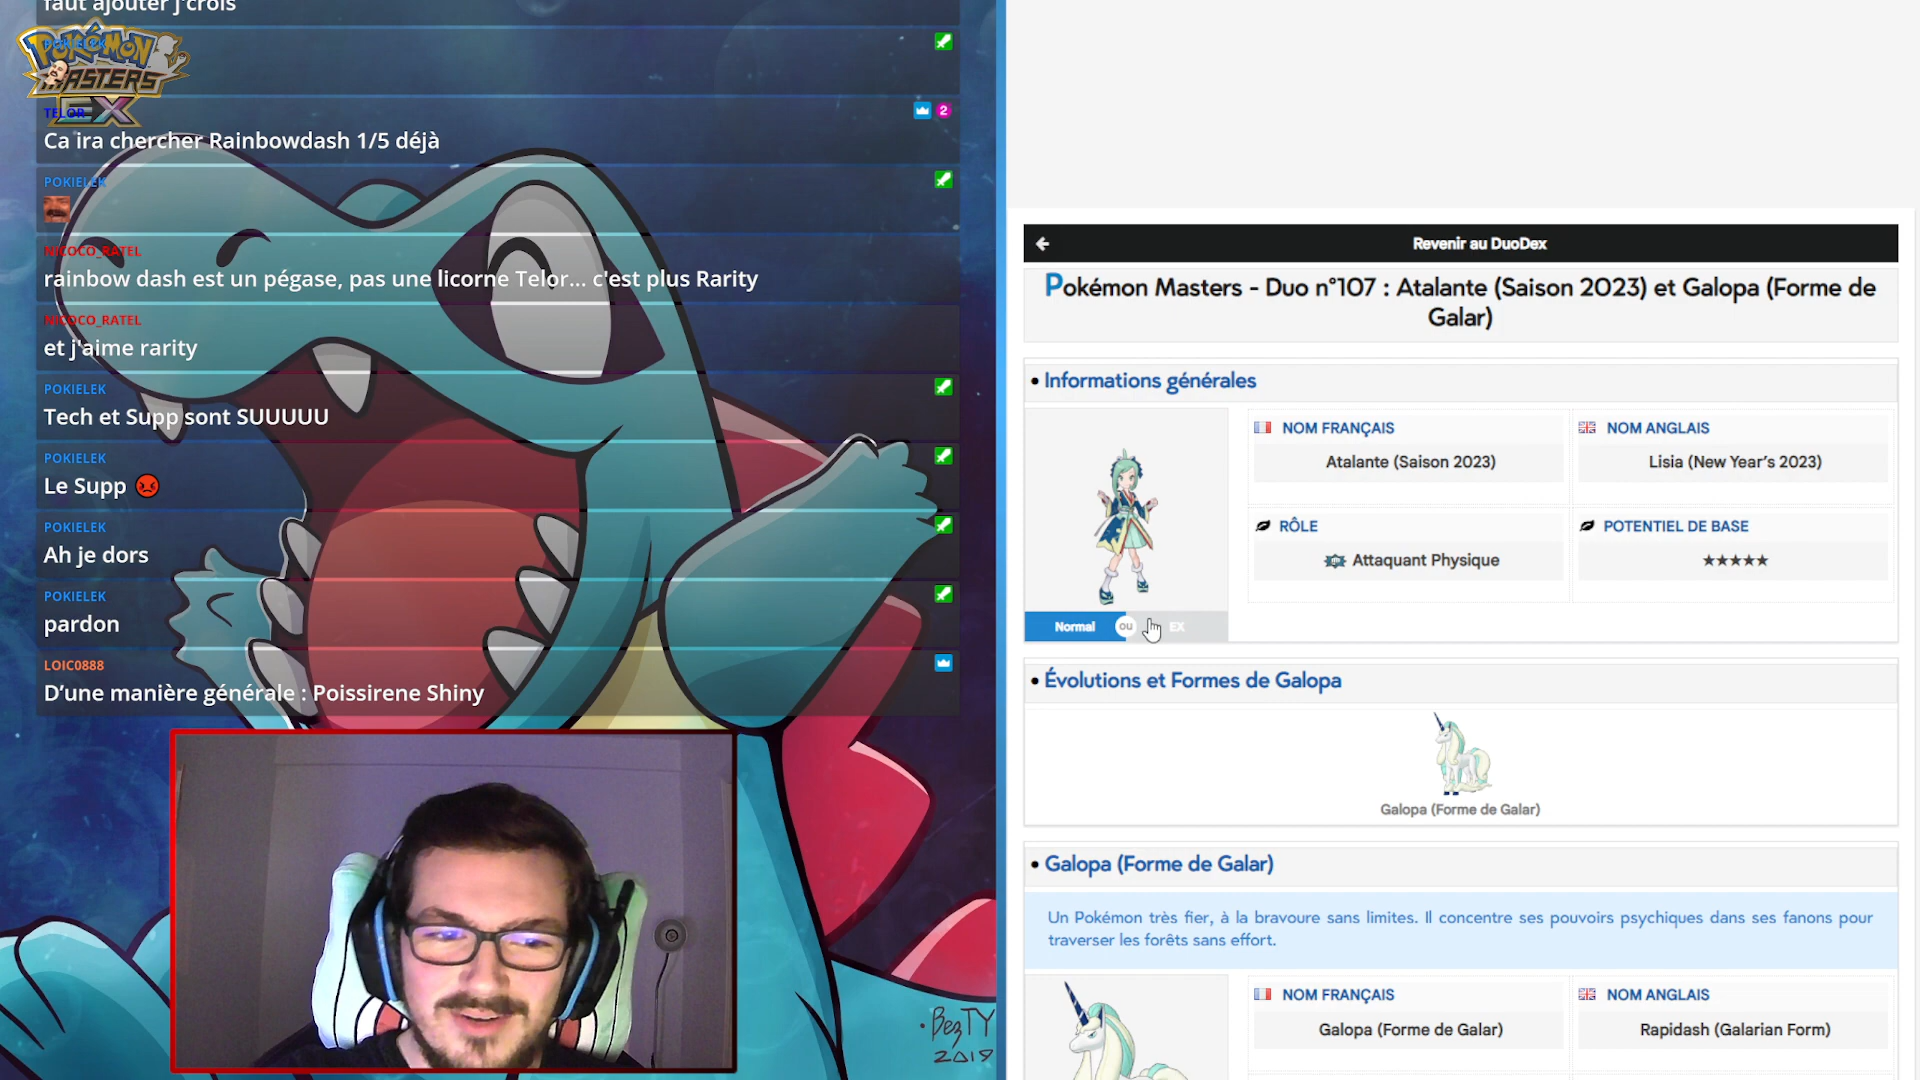 faut ajouter j'crois
POKÉMON
MASTERS
EX
POKIELEK
TELOR
2
Ca ira chercher Rainbowdash 1/5 déjà
POKIELEK
NICOCO_RATEL
rainbow dash est un pégase, pas une licorne Telor... c'est plus Rarity
NICOCO_RATEL
et j'aime rarity
POKIELEK
Tech et Supp sont SUUUUU
POKIELEK
Le Supp
POKIELEK
Ah je dors
POKIELEK
pardon
LOIC0888
D’une manière générale : Poissirene Shiny
BezTY
2019
Revenir au DuoDex
Pokémon Masters - Duo n°107 : Atalante (Saison 2023) et Galopa (Forme de
Galar)
• Informations générales
NOM FRANÇAIS
Atalante (Saison 2023)
NOM ANGLAIS
Lisia (New Year’s 2023)
RÔLE
Attaquant Physique
POTENTIEL DE BASE
★★★★★
Normal ou EX
• Évolutions et Formes de Galopa
Galopa (Forme de Galar)
• Galopa (Forme de Galar)
Un Pokémon très fier, à la bravoure sans limites. Il concentre ses pouvoirs psychiques dans ses fanons pour
traverser les forêts sans effort.
NOM FRANÇAIS
Galopa (Forme de Galar)
NOM ANGLAIS
Rapidash (Galarian Form)